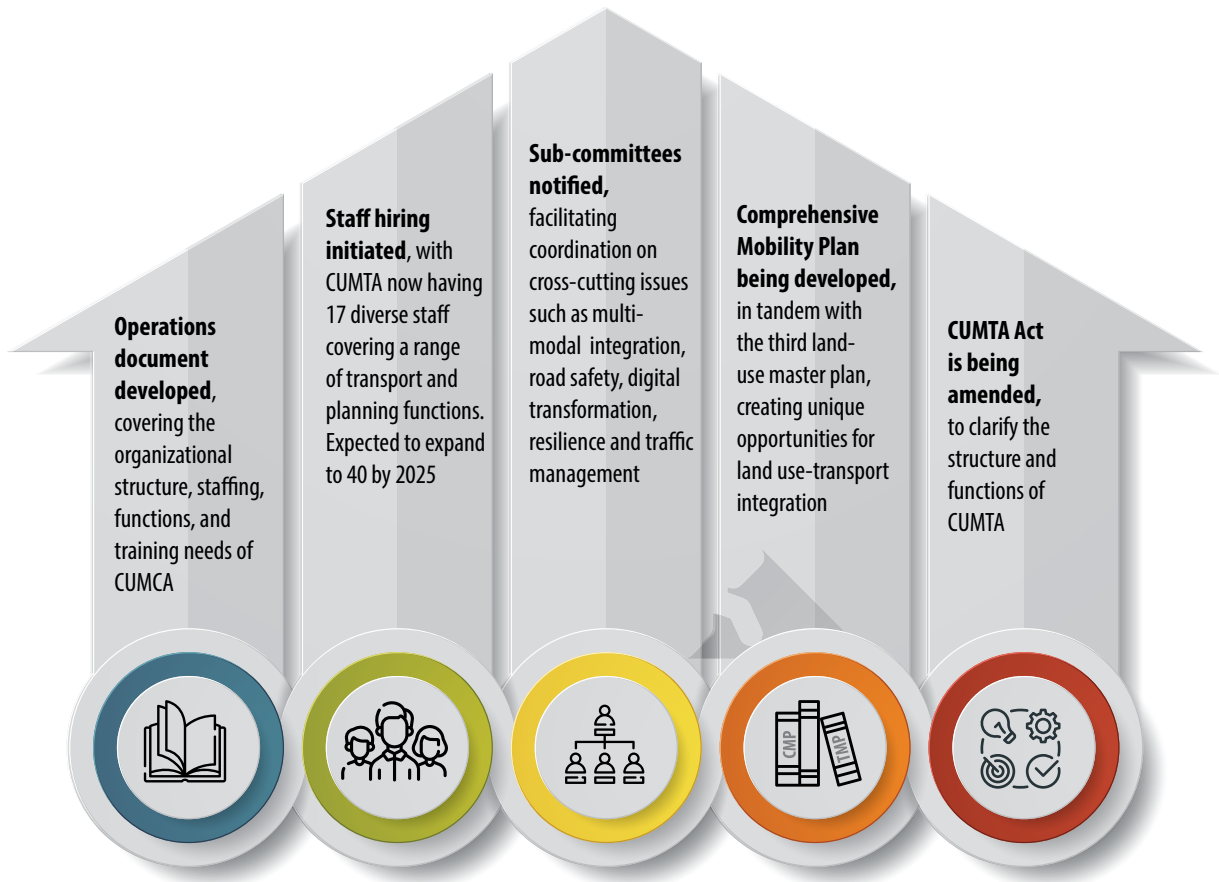 Operations
document
developed,
covering the
organizational
structure, staffing,
functions, and
training needs of
CUMCA
Staff hiring
initiated, with
CUMTA now having
17 diverse staff
covering a range
of transport and
planning functions.
Expected to expand
to 40 by 2025
Sub-committees
notified,
facilitating
coordination on
cross-cutting issues
such as multi-
modal integration,
road safety, digital
transformation,
resilience and traffic
management
Comprehensive
Mobility Plan
being developed,
in tandem with
the third land-
use master plan,
creating unique
opportunities for
land use-transport
integration
CUMTA Act
is being
amended,
to clarify the
structure and
functions of
CUMTA
CMP
TMP